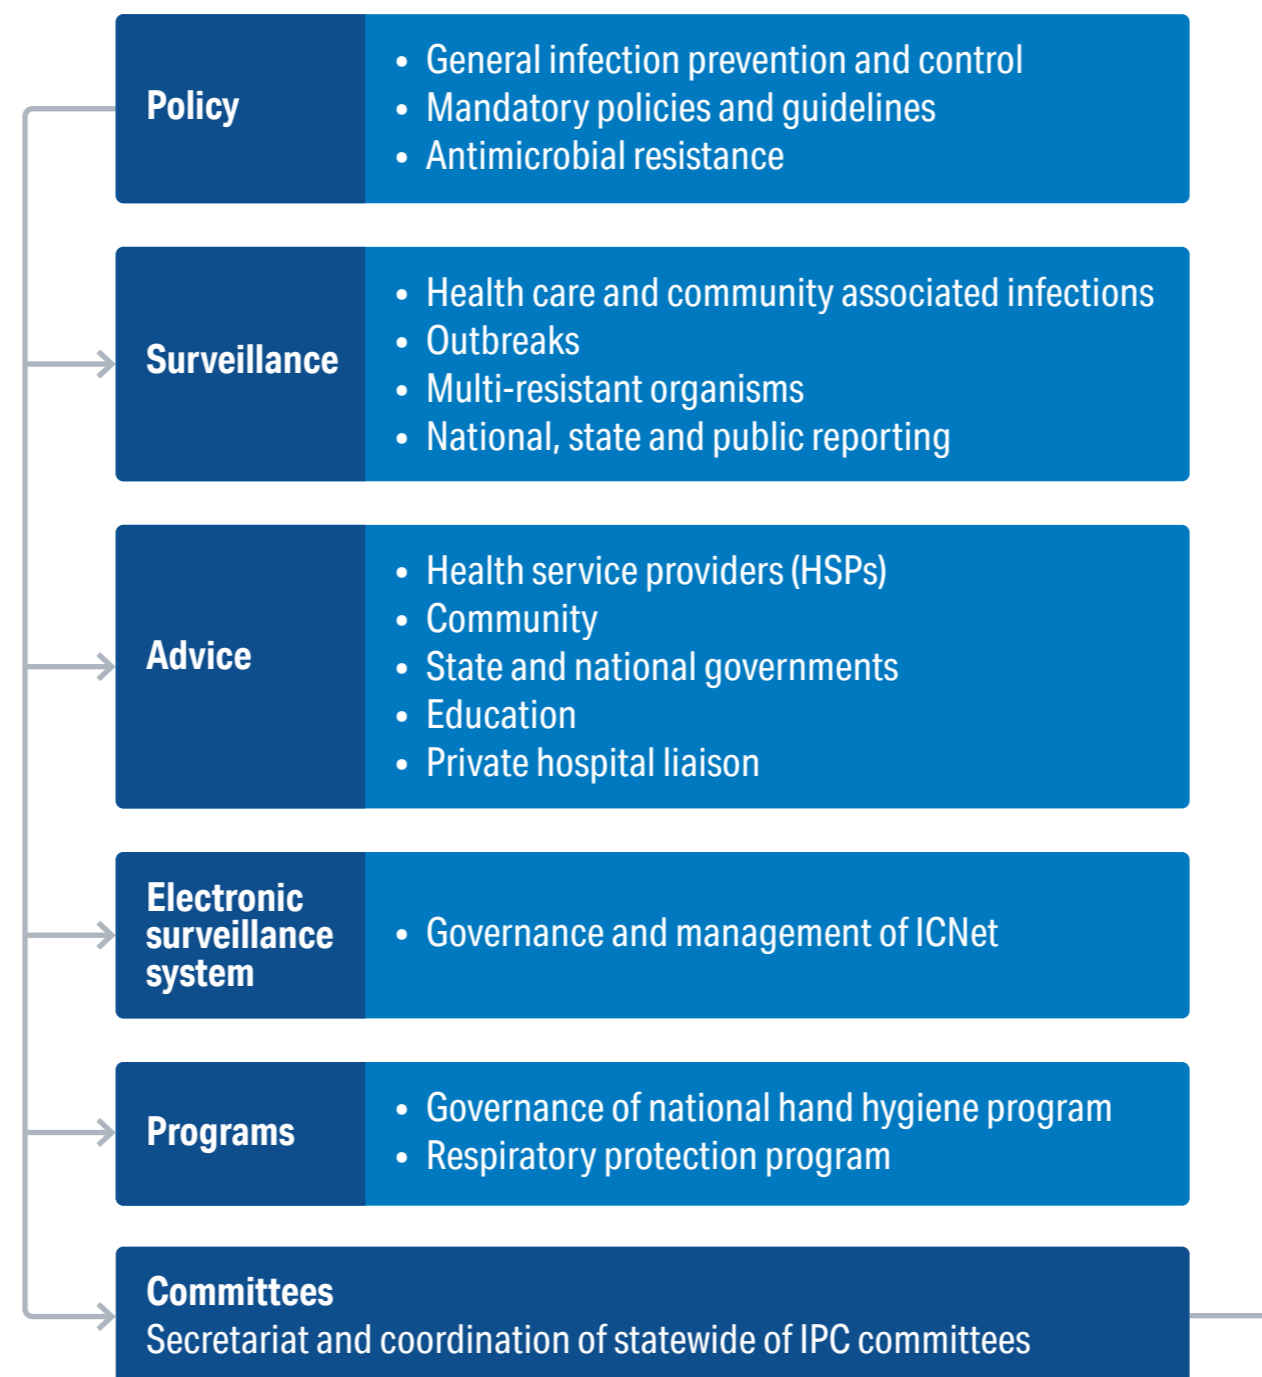 Policy
• General infection prevention and control
• Mandatory policies and guidelines
• Antimicrobial resistance
Surveillance
• Health care and community associated infections
• Outbreaks
• Multi-resistant organisms
• National, state and public reporting
Advice
• Health service providers (HSPs)
• Community
• State and national governments
• Education
• Private hospital liaison
Electronic
surveillance
system
• Governance and management of ICNet
Programs
• Governance of national hand hygiene program
• Respiratory protection program
Committees
Secretariat and coordination of statewide of IPC committees